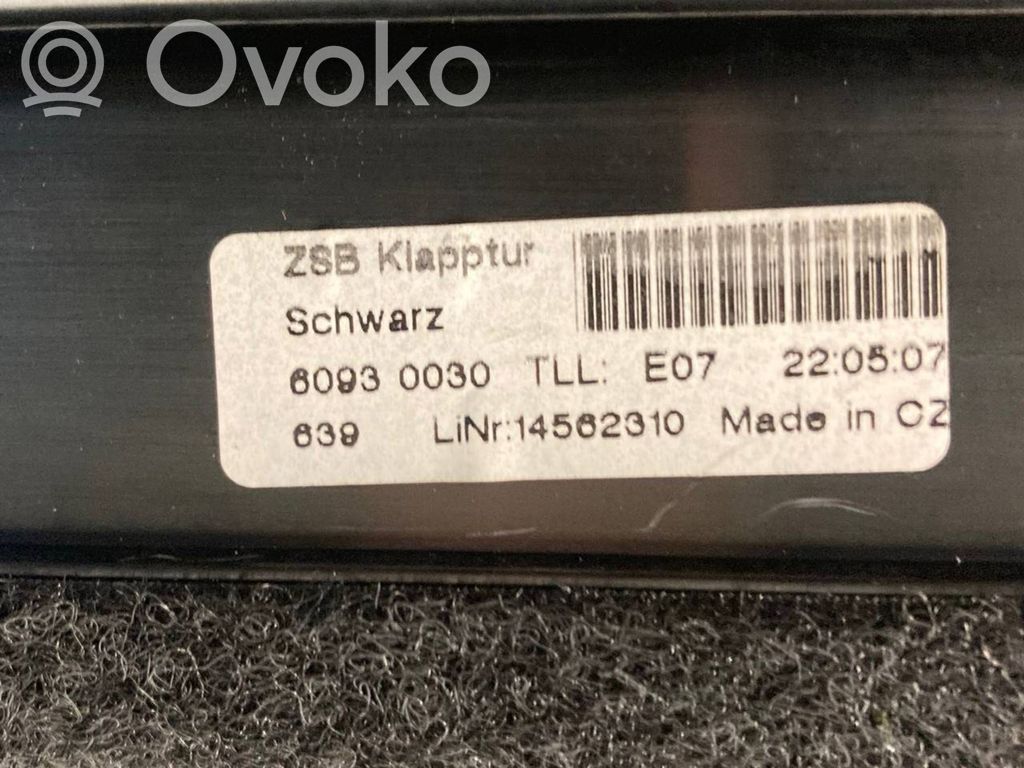 Ovoko
ZSB Klapptur
Schwarz
6093 0030 TLL: E07 22:05:07
639 LiNr:14562310 Made in CZ